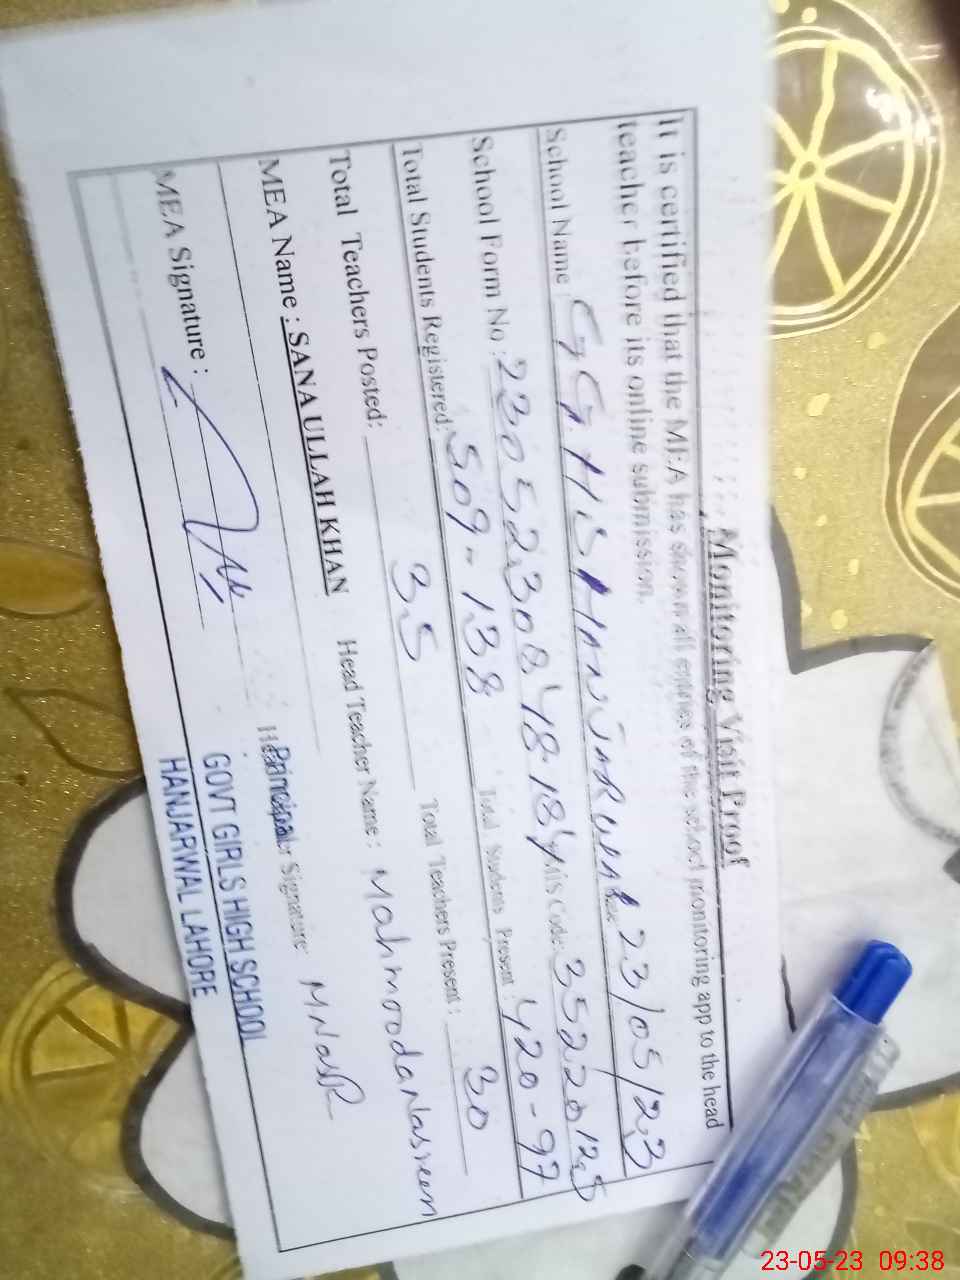 Monitoring Visit Proof
It is certified that the MEA has shown all entries of the school monitoring app to the head
teacher before its online submission.
School Name : GGHS HANJARWAL 23/05/23
School Form No : 2305230848184 EMIS Code: 35220125
Total Students Registered: 509-138 Total Students Present : 420-97
Total Teachers Posted: 35 Total Teachers Present : 30
MEA Name : SANA ULLAH KHAN Head Teacher Name : Mahmooda Nasreen
MEA Signature : Signature: MNasR
Principal
GOVT GIRLS HIGH SCHOOL
HANJARWAL LAHORE
23-05-23 09:38